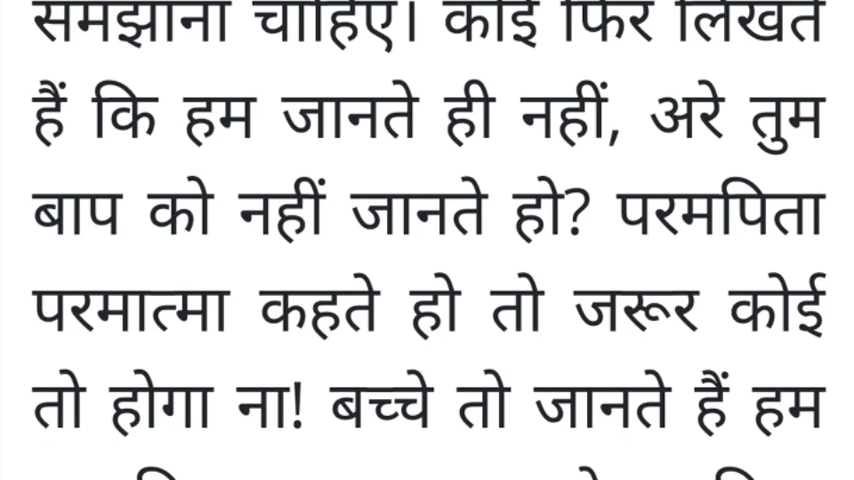 समझाना चाहिए। कोई फिर लिखते
हैं कि हम जानते ही नहीं, अरे तुम
बाप को नहीं जानते हो? परमपिता
परमात्मा कहते हो तो जरूर कोई
तो होगा ना! बच्चे तो जानते हैं हम